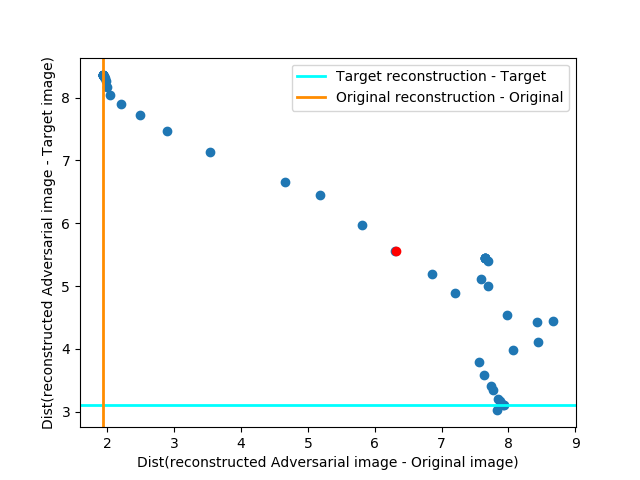 Target reconstruction - Target
Original reconstruction - Original
Dist(reconstructed Adversarial image - Target image)
8
7
6
5
4
3
2 3 4 5 6 7 8 9
Dist(reconstructed Adversarial image - Original image)